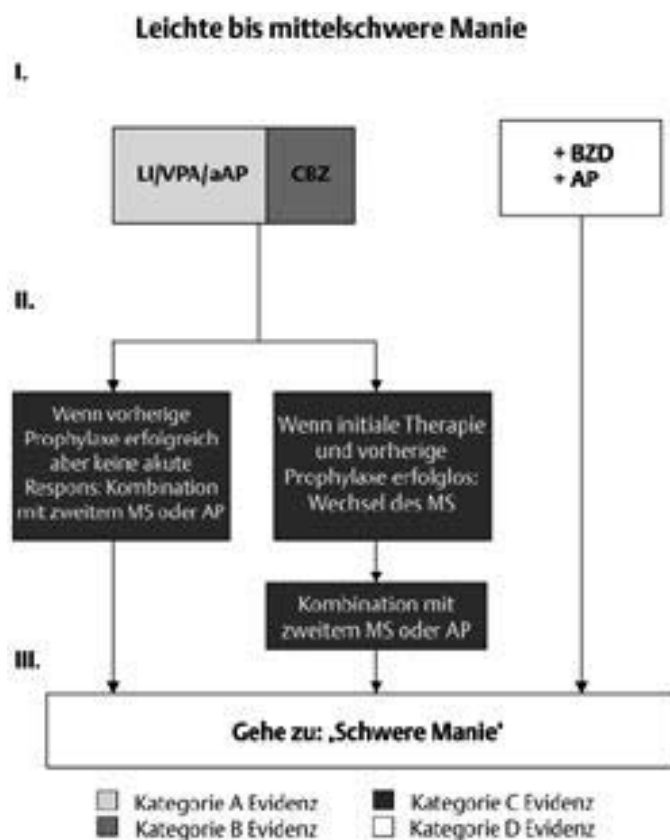 Leichte bis mittelschwere Manie
I.
LI/VPA/aAP
CBZ
+ BZD
+ AP
II.
Wenn vorherige
Prophylaxe erfolgreich
aber keine akute
Respons: Kombination
mit zweitem MS oder AP
Wenn initiale Therapie
und vorherige
Prophylaxe erfolglos:
Wechsel des MS
Kombination mit
zweitem MS oder AP
III.
Gehe zu: ‚Schwere Manie'
Kategorie A Evidenz
Kategorie B Evidenz
Kategorie C Evidenz
Kategorie D Evidenz